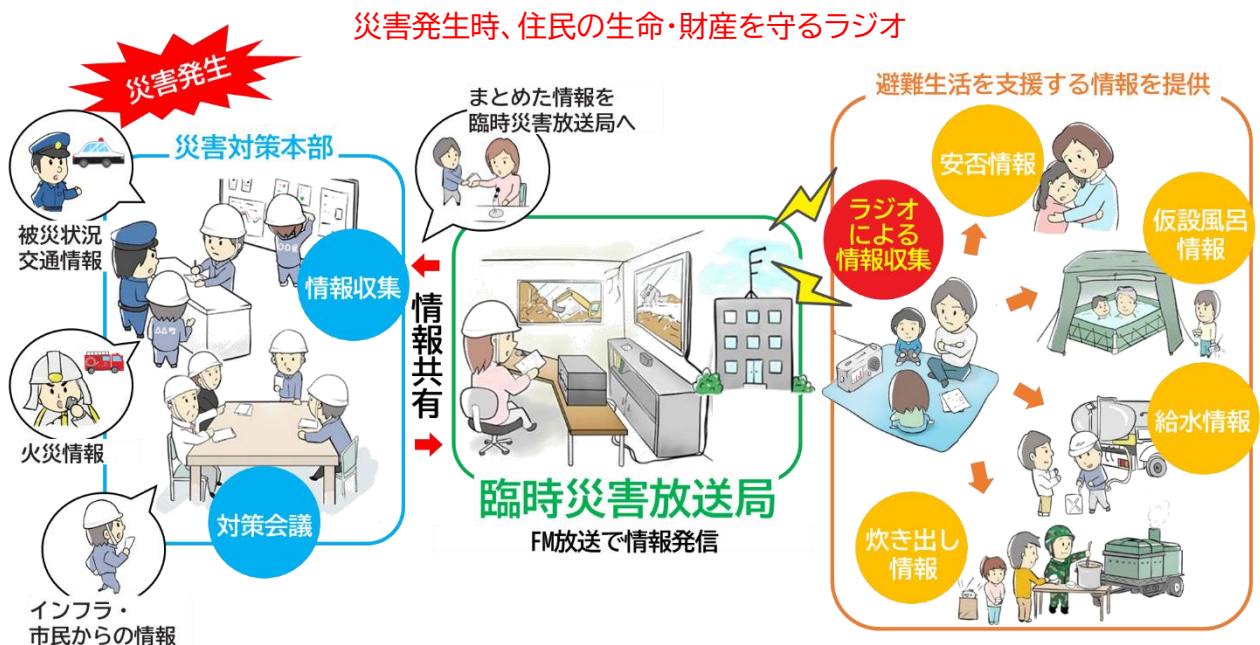 災害発生時、住民の生命・財産を守るラジオ
災害発生
災害対策本部
被災状況
交通情報
情報収集
火災情報
対策会議
インフラ・
市民からの情報
まとめた情報を
臨時災害放送局へ
情報共有
臨時災害放送局
FM放送で情報発信
避難生活を支援する情報を提供
ラジオ
による
情報収集
安否情報
仮設風呂
情報
給水情報
炊き出し
情報